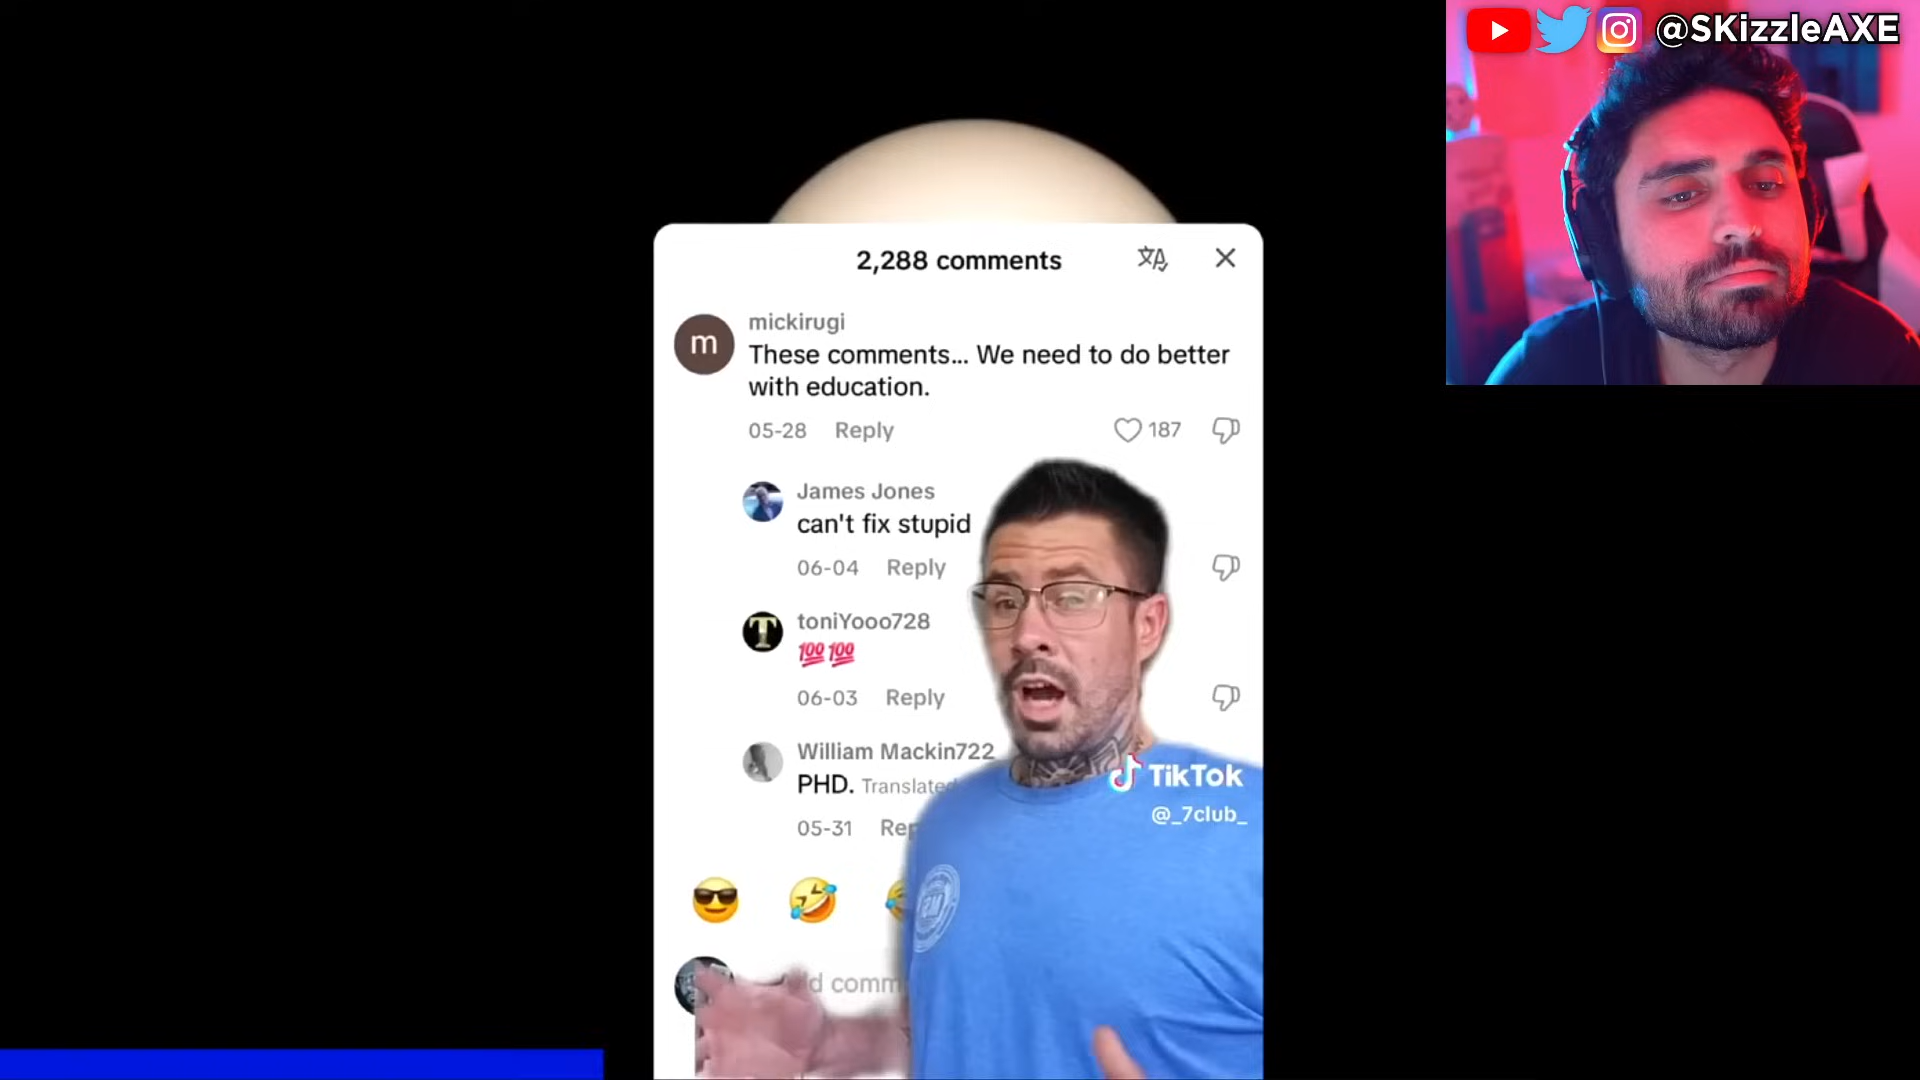 @SKizzleAXE
2,288 comments
m
mickirugi
These comments... We need to do better
with education.
05-28 Reply 187
James Jones
can't fix stupid
06-04 Reply
T
toniYooo728
💯💯
06-03 Reply
William Mackin722
PHD. Translated
05-31
TikTok
@_7club_